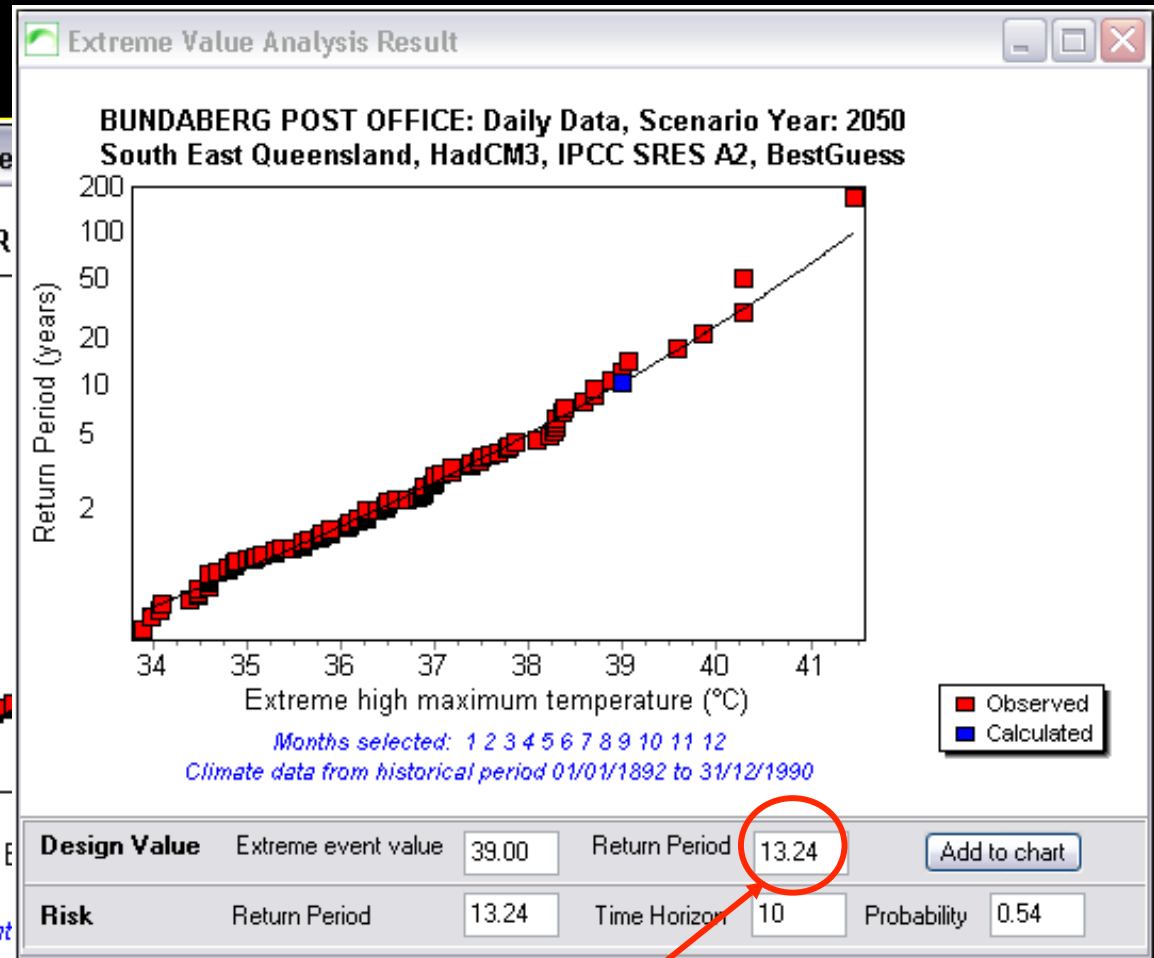 Extreme Value Analysis Result
BUNDABERG POST OFFICE: Daily Data, Scenario Year: 2050
South East Queensland, HadCM3, IPCC SRES A2, BestGuess
200
100
50
20
10
5
2
Return Period (years)
34 35 36 37 38 39 40 41
Extreme high maximum temperature (°C)
Observed
Calculated
Months selected: 1 2 3 4 5 6 7 8 9 10 11 12
Climate data from historical period 01/01/1892 to 31/12/1990
Design Value Extreme event value 39.00 Return Period 13.24 Add to chart
Risk Return Period 13.24 Time Horizon 10 Probability 0.54